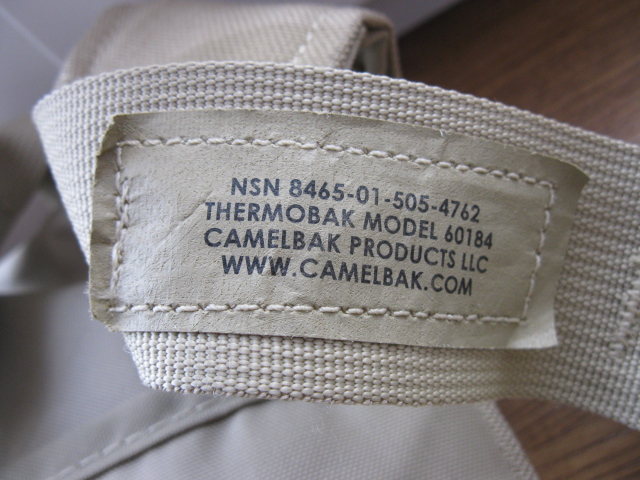 NSN 8465-01-505-4762
THERMOBAK MODEL 60184
CAMELBAK PRODUCTS LLC
WWW.CAMELBAK.COM